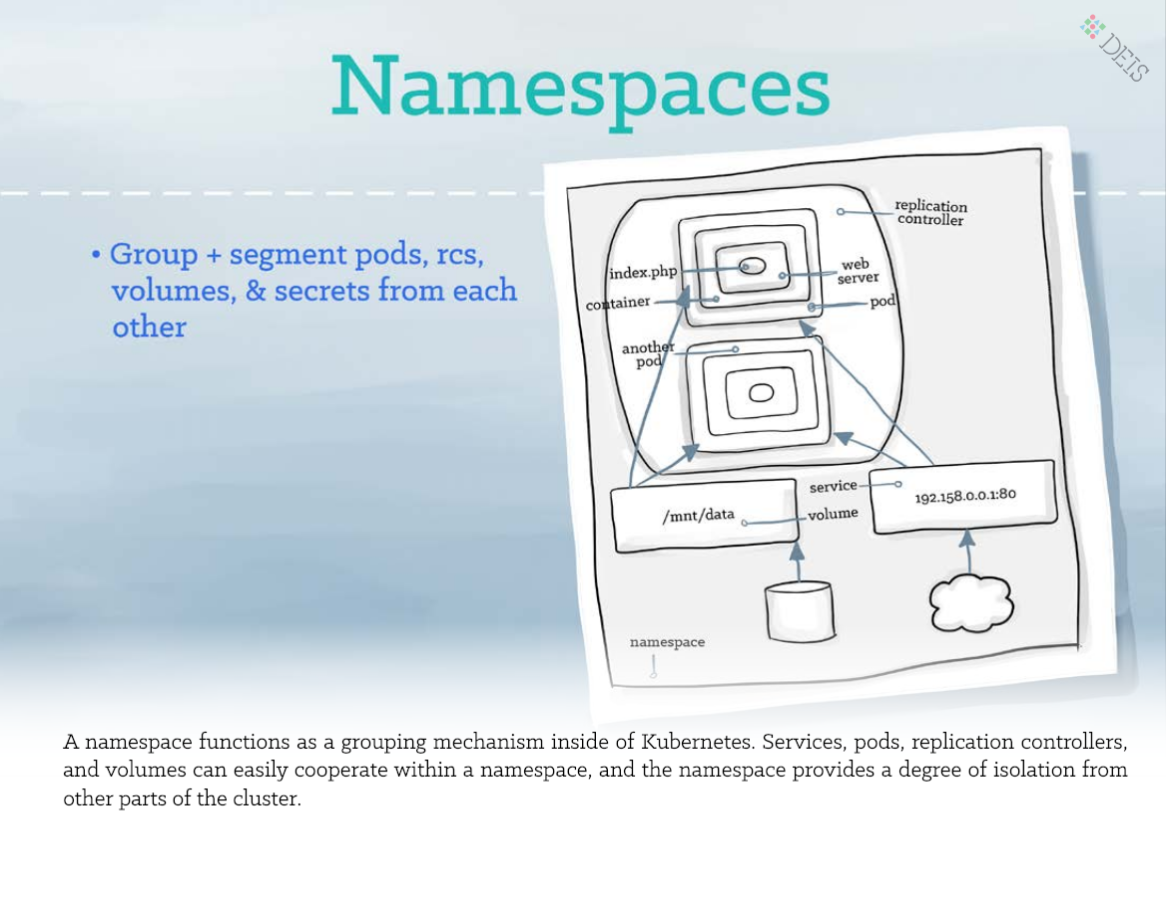 DEIS
Namespaces
• Group + segment pods, rcs,
volumes, & secrets from each
other
replication
controller
index.php
web
server
container
pod
another
pod
service
192.158.0.0.1:80
/mnt/data
volume
namespace
A namespace functions as a grouping mechanism inside of Kubernetes. Services, pods, replication controllers,
and volumes can easily cooperate within a namespace, and the namespace provides a degree of isolation from
other parts of the cluster.